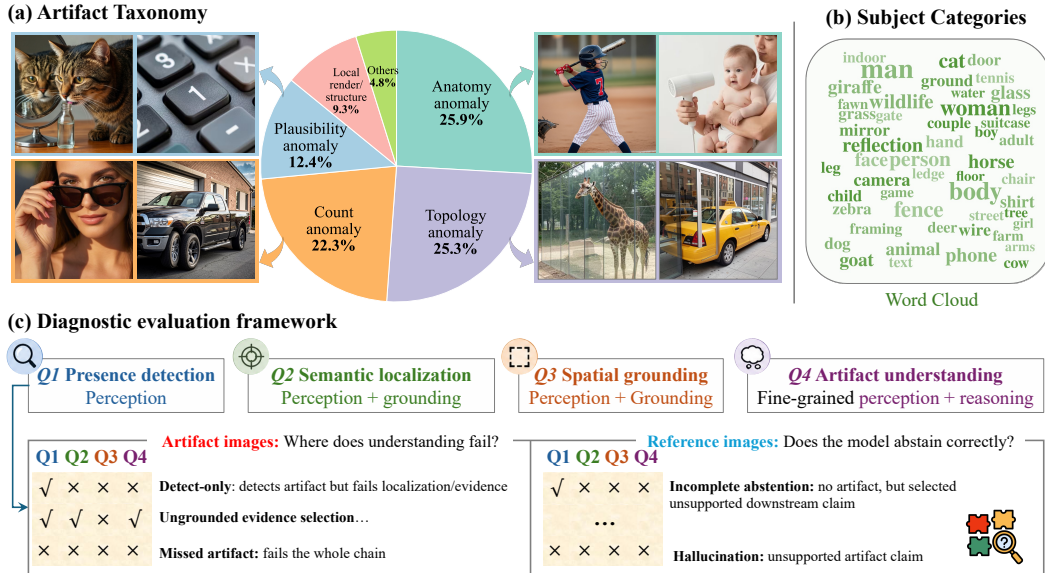 (a) Artifact Taxonomy
Local
render/
structure
9.3%
Others
4.8%
Anatomy
anomaly
25.9%
Plausibility
anomaly
12.4%
Count
anomaly
22.3%
Topology
anomaly
25.3%
1
(b) Subject Categories
indoor
man
cat
door
giraffe
ground
tennis
water
glass
fawn
wildlife
woman
legs
grass
gate
couple
suitcase
mirror
boy
reflection
hand
adult
face
person
horse
leg
ledge
floor
camera
chair
child
game
body
shirt
zebra
fence
street
tree
framing
deer
wire
girl
farm
dog
animal
arms
goat
text
phone
cow
Word Cloud
(c) Diagnostic evaluation framework
Q1 Presence detection
Perception
Q2 Semantic localization
Perception + grounding
Q3 Spatial grounding
Perception + Grounding
Q4 Artifact understanding
Fine-grained perception + reasoning
Artifact images: Where does understanding fail?
Q1 Q2 Q3 Q4
√ × × × Detect-only: detects artifact but fails localization/evidence
√ √ × √ Ungrounded evidence selection…
× × × × Missed artifact: fails the whole chain
Reference images: Does the model abstain correctly?
Q1 Q2 Q3 Q4
√ × × × Incomplete abstention: no artifact, but selected
unsupported downstream claim
...
× × × × Hallucination: unsupported artifact claim
?